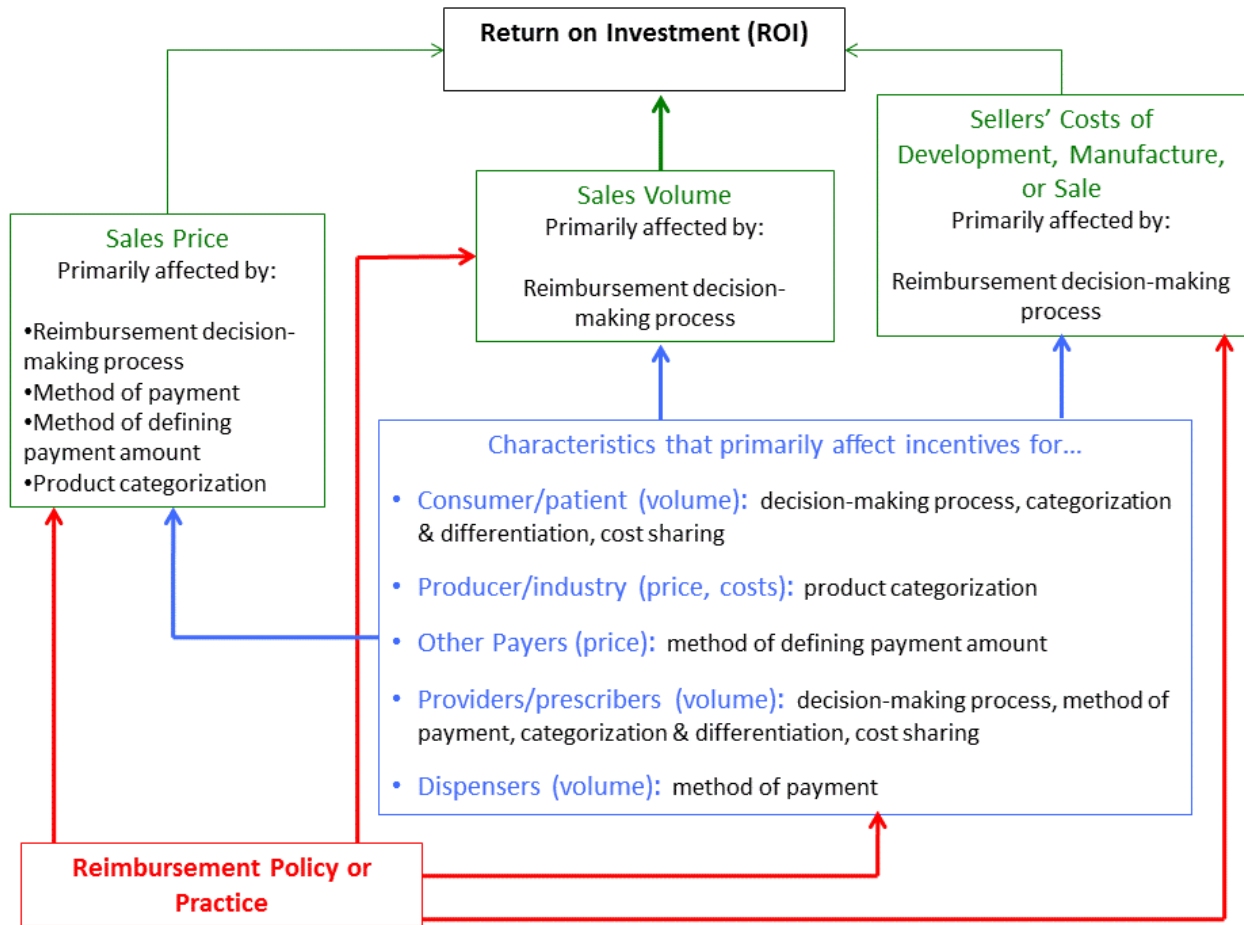 Return on Investment (ROI)
Sellers’ Costs of
Development, Manufacture,
or Sale
Primarily affected by:
Reimbursement decision-making
process
Sales Volume
Primarily affected by:
Reimbursement decision-
making process
Sales Price
Primarily affected by:
•Reimbursement decision-
making process
•Method of payment
•Method of defining
payment amount
•Product categorization
Characteristics that primarily affect incentives for…
• Consumer/patient (volume): decision-making process, categorization
& differentiation, cost sharing
• Producer/industry (price, costs): product categorization
• Other Payers (price): method of defining payment amount
• Providers/prescribers (volume): decision-making process, method of
payment, categorization & differentiation, cost sharing
• Dispensers (volume): method of payment
Reimbursement Policy or
Practice